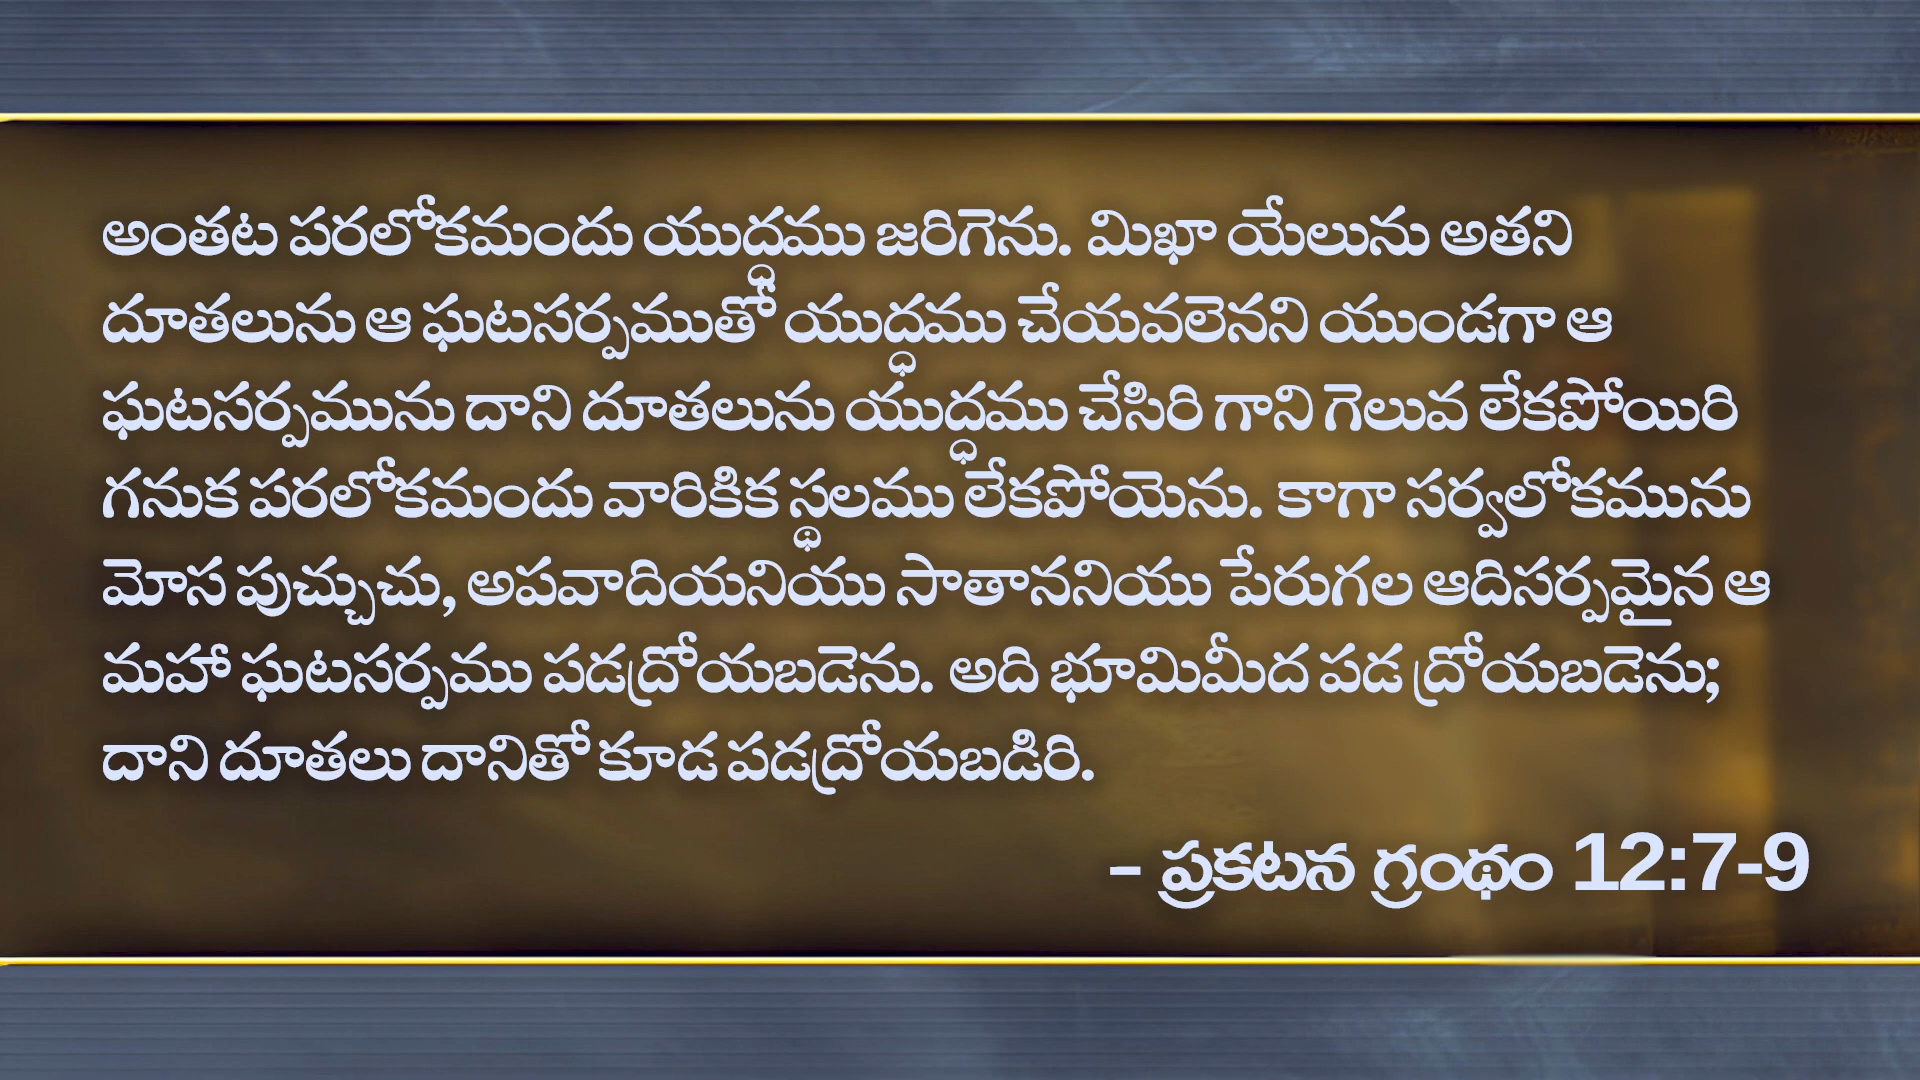 అంతట పరలోకమందు యుద్ధము జరిగెను. మిఖా యేలును అతని
దూతలును ఆ ఘటసర్పముతో యుద్ధము చేయవలెనని యుండగా ఆ
ఘటసర్పమును దాని దూతలును యుద్ధము చేసిరి గాని గెలువ లేకపోయిరి
గనుక పరలోకమందు వారికిక స్థలము లేకపోయెను. కాగా సర్వలోకమును
మోస పుచ్చుచు, అపవాదియనియు సాతాననియు పేరుగల ఆదిసర్పమైన ఆ
మహా ఘటసర్పము పడద్రోయబడెను. అది భూమిమీద పడ ద్రోయబడెను;
దాని దూతలు దానితో కూడ పడద్రోయబడిరి.
– ప్రకటన గ్రంథం 12:7-9